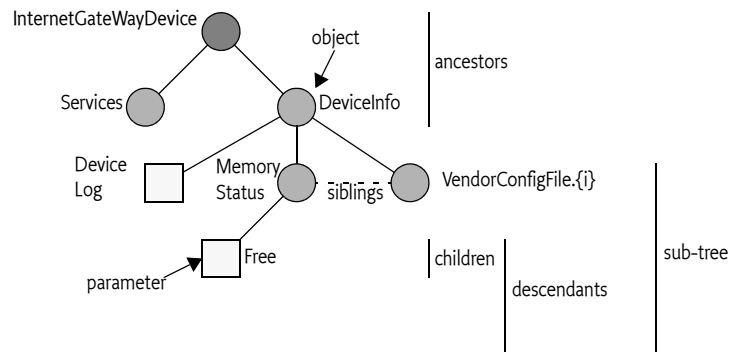 InternetGateWayDevice
object
ancestors
Services
DeviceInfo
Device
Log
Memory
Status
siblings
VendorConfigFile.{i}
Free
children
sub-tree
parameter
descendants